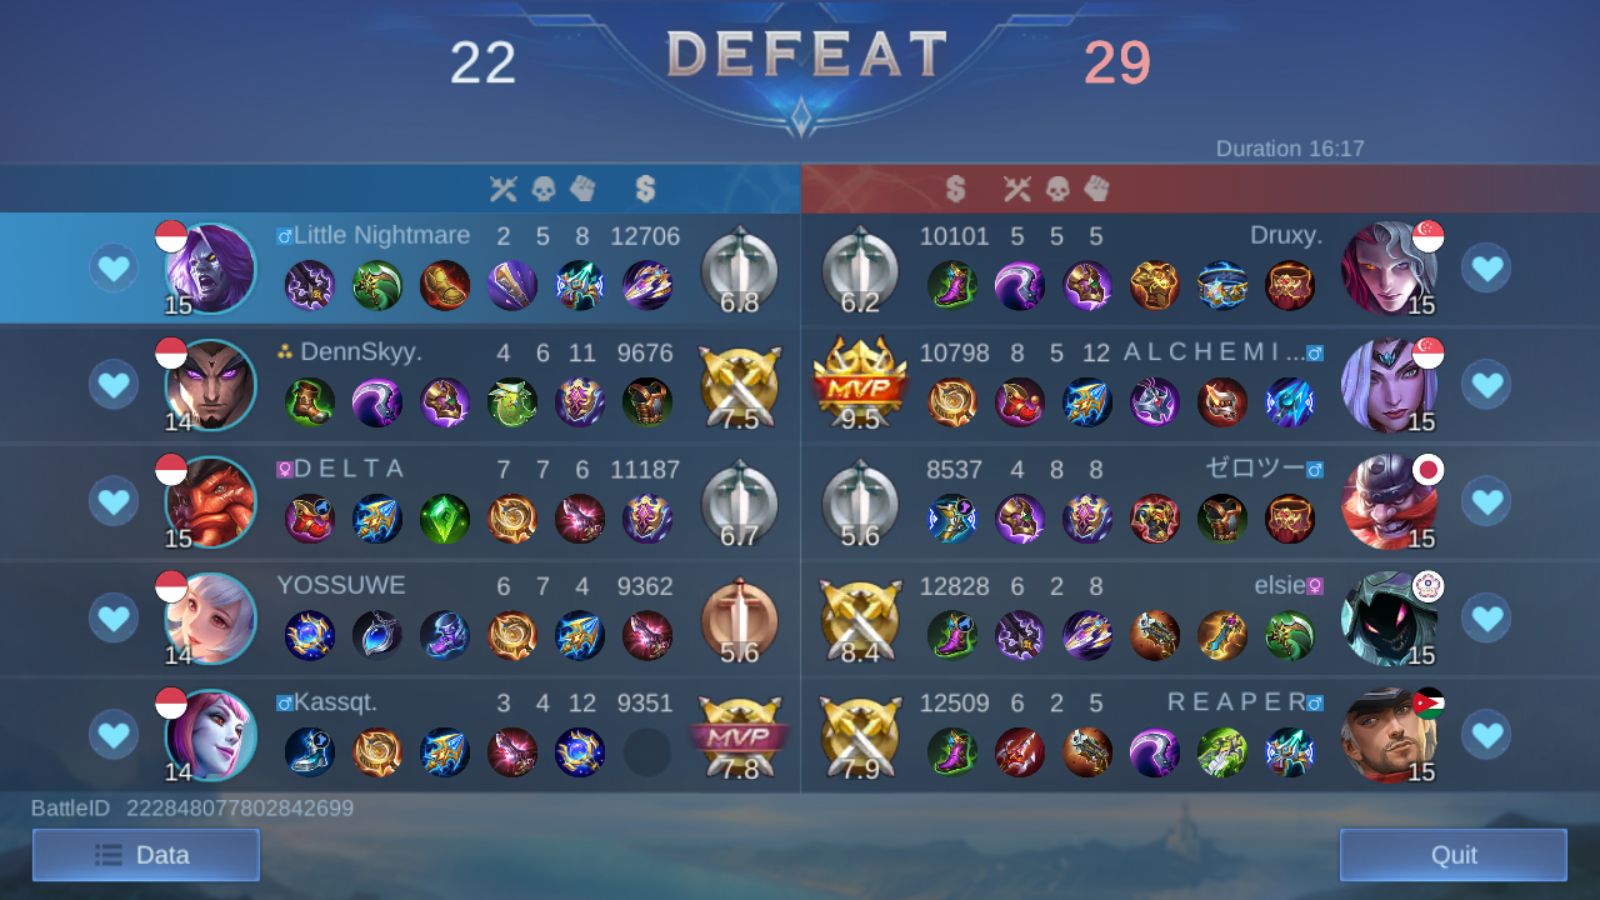 22 DEFEAT 29
Duration 16:17
Little Nightmare 2 5 8 12706
15 6.8
10101 5 5 5 Druxy.
6.2 15
DennSkyy. 4 6 11 9676
14 7.5
10798 8 5 12 A L C H E M I ...
MVP 9.5 15
D E L T A 7 7 6 11187
15 6.7
8537 4 8 8 ゼロツー
5.6 15
YOSSUWE 6 7 4 9362
14 5.6
12828 6 2 8 elsie
8.4 15
Kassqt. 3 4 12 9351
14 MVP 7.8
12509 6 2 5 R E A P E R
7.9 15
BattleID 222848077802842699
Data
Quit